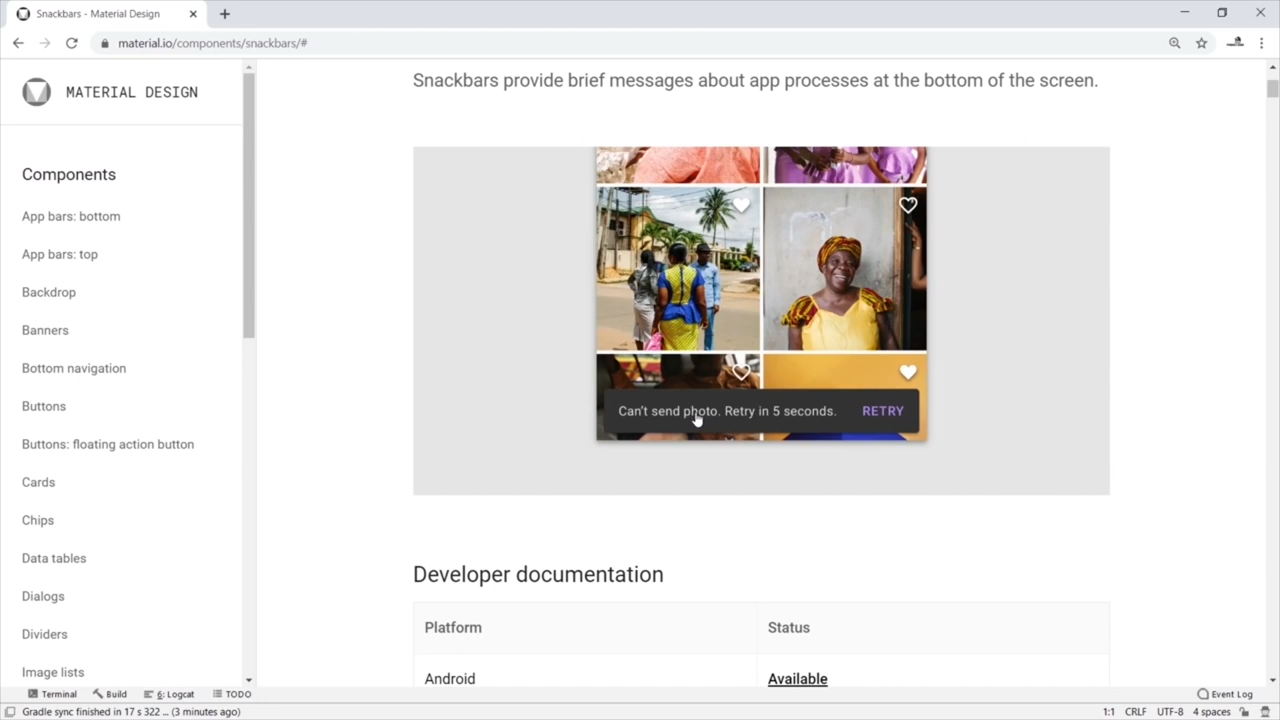 Snackbars - Material Design
material.io/components/snackbars/#
MATERIAL DESIGN
Components
App bars: bottom
App bars: top
Backdrop
Banners
Bottom navigation
Buttons
Buttons: floating action button
Cards
Chips
Data tables
Dialogs
Dividers
Image lists
Snackbars provide brief messages about app processes at the bottom of the screen.
Can't send photo. Retry in 5 seconds. RETRY
Developer documentation
Platform Status
Android Available
Terminal Build 6: Logcat TODO Event Log
Gradle sync finished in 17 s 322 ... (3 minutes ago) 1:1 CRLF UTF-8 4 spaces